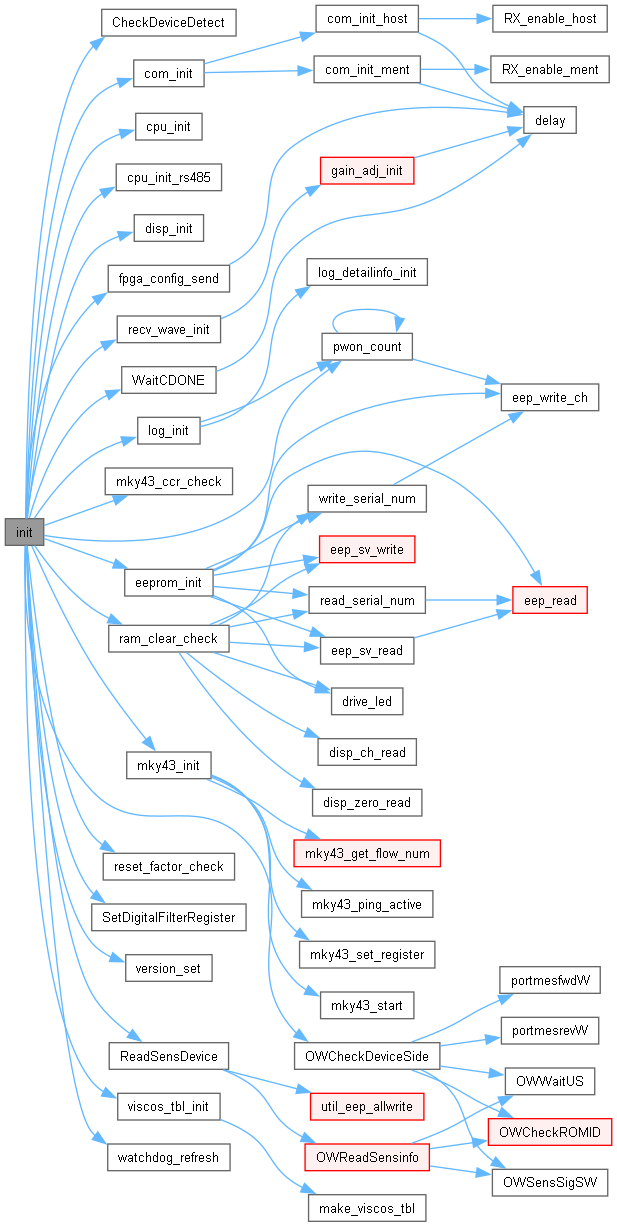 CheckDeviceDetect
com_init_host
RX_enable_host
com_init
com_init_ment
RX_enable_ment
delay
cpu_init
gain_adj_init
cpu_init_rs485
disp_init
fpga_config_send
log_detailinfo_init
recv_wave_init
pwon_count
WaitCDONE
eep_write_ch
log_init
mky43_ccr_check
write_serial_num
init
eep_sv_write
eeprom_init
read_serial_num
eep_read
ram_clear_check
eep_sv_read
drive_led
disp_ch_read
mky43_init
disp_zero_read
mky43_get_flow_num
reset_factor_check
mky43_ping_active
SetDigitalFilterRegister
mky43_set_register
version_set
mky43_start
portmesfwdW
portmesrevW
ReadSensDevice
OWCheckDeviceSide
OWWaitUS
viscos_tbl_init
util_eep_allwrite
OWCheckROMID
watchdog_refresh
OWReadSensinfo
OWSensSigSW
make_viscos_tbl